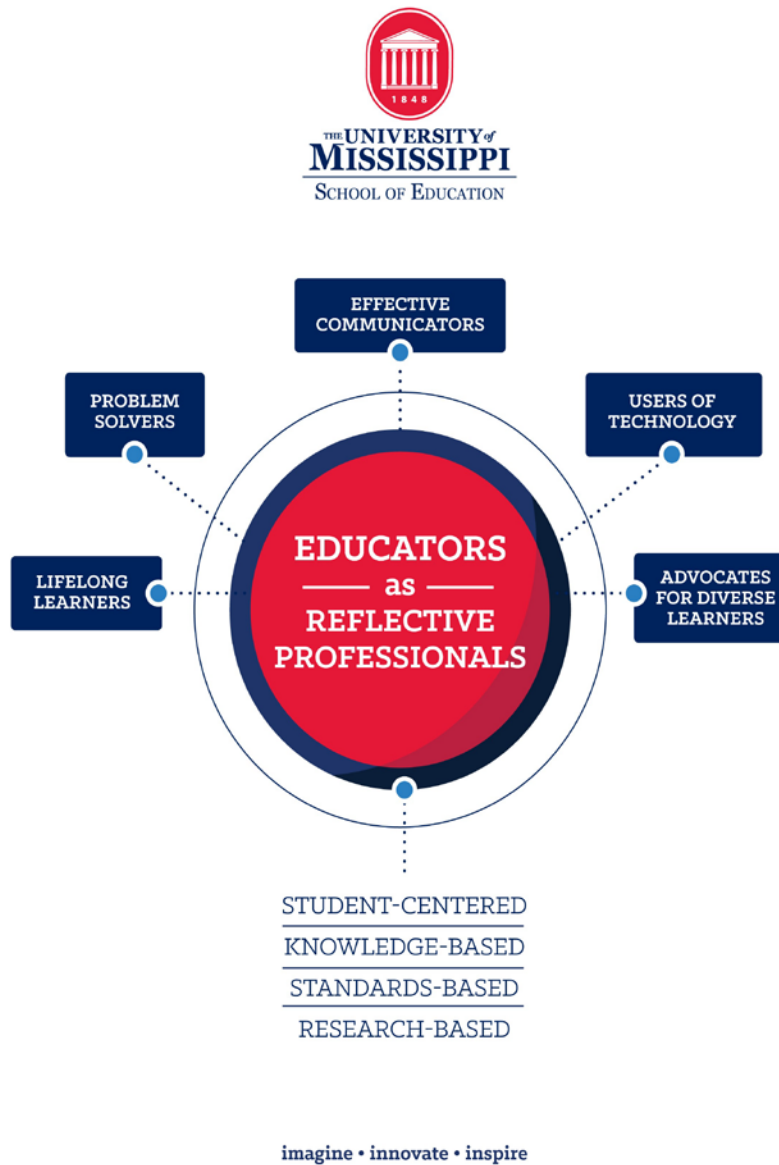 1848
THE UNIVERSITY of
MISSISSIPPI
SCHOOL OF EDUCATION
EFFECTIVE
COMMUNICATORS
PROBLEM
SOLVERS
USERS OF
TECHNOLOGY
LIFELONG
LEARNERS
EDUCATORS
as
REFLECTIVE
PROFESSIONALS
ADVOCATES
FOR DIVERSE
LEARNERS
STUDENT-CENTERED
KNOWLEDGE-BASED
STANDARDS-BASED
RESEARCH-BASED
imagine • innovate • inspire